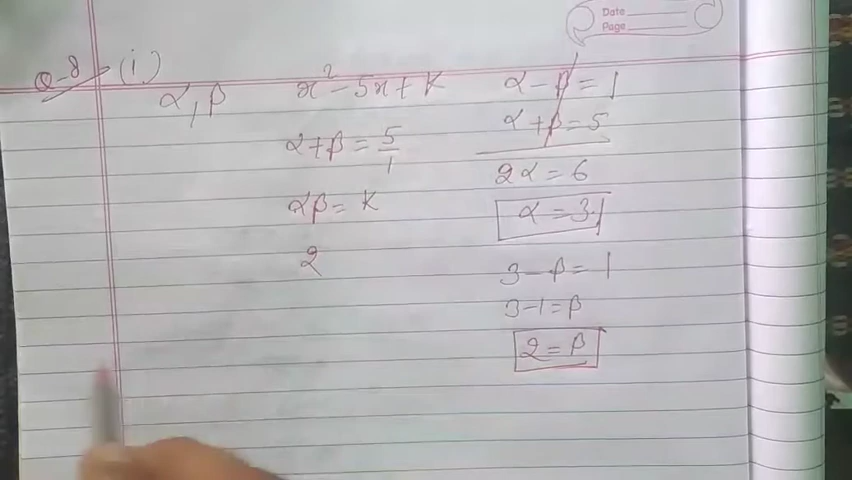 Date
Page
Q-8 (i)
α, β
x² - 5x + k
α + β = 5/1
αβ = k
2
α - β = 1
α + β = 5
2α = 6
α = 3.
3 - β = 1
3 - 1 = β
2 = β